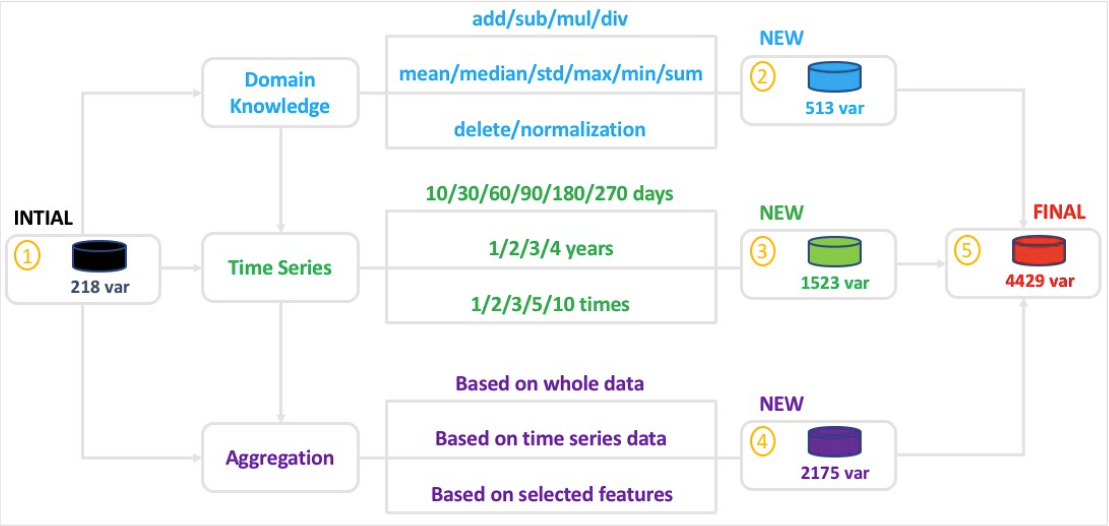 add/sub/mul/div
NEW
Domain
Knowledge
mean/median/std/max/min/sum
2
513 var
delete/normalization
10/30/60/90/180/270 days
INTIAL
NEW
FINAL
1
218 var
Time Series
1/2/3/4 years
3
1523 var
5
4429 var
1/2/3/5/10 times
Based on whole data
NEW
Aggregation
Based on time series data
4
2175 var
Based on selected features